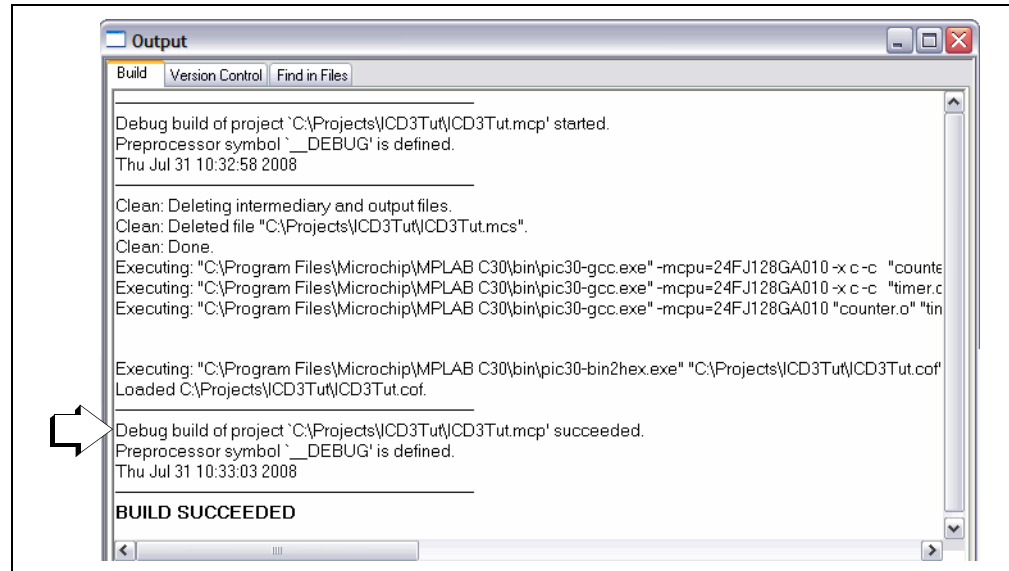 Output
Build Version Control Find in Files
Debug build of project `C:\Projects\ICD3Tut\ICD3Tut.mcp' started.
Preprocessor symbol `__DEBUG' is defined.
Thu Jul 31 10:32:58 2008
Clean: Deleting intermediary and output files.
Clean: Deleted file "C:\Projects\ICD3Tut\ICD3Tut.mcs".
Clean: Done.
Executing: "C:\Program Files\Microchip\MPLAB C30\bin\pic30-gcc.exe" -mcpu=24FJ128GA010 -x c -c "counte
Executing: "C:\Program Files\Microchip\MPLAB C30\bin\pic30-gcc.exe" -mcpu=24FJ128GA010 -x c -c "timer.c
Executing: "C:\Program Files\Microchip\MPLAB C30\bin\pic30-gcc.exe" -mcpu=24FJ128GA010 "counter.o" "tin
Executing: "C:\Program Files\Microchip\MPLAB C30\bin\pic30-bin2hex.exe" "C:\Projects\ICD3Tut\ICD3Tut.cof"
Loaded C:\Projects\ICD3Tut\ICD3Tut.cof.
Debug build of project `C:\Projects\ICD3Tut\ICD3Tut.mcp' succeeded.
Preprocessor symbol `__DEBUG' is defined.
Thu Jul 31 10:33:03 2008
BUILD SUCCEEDED